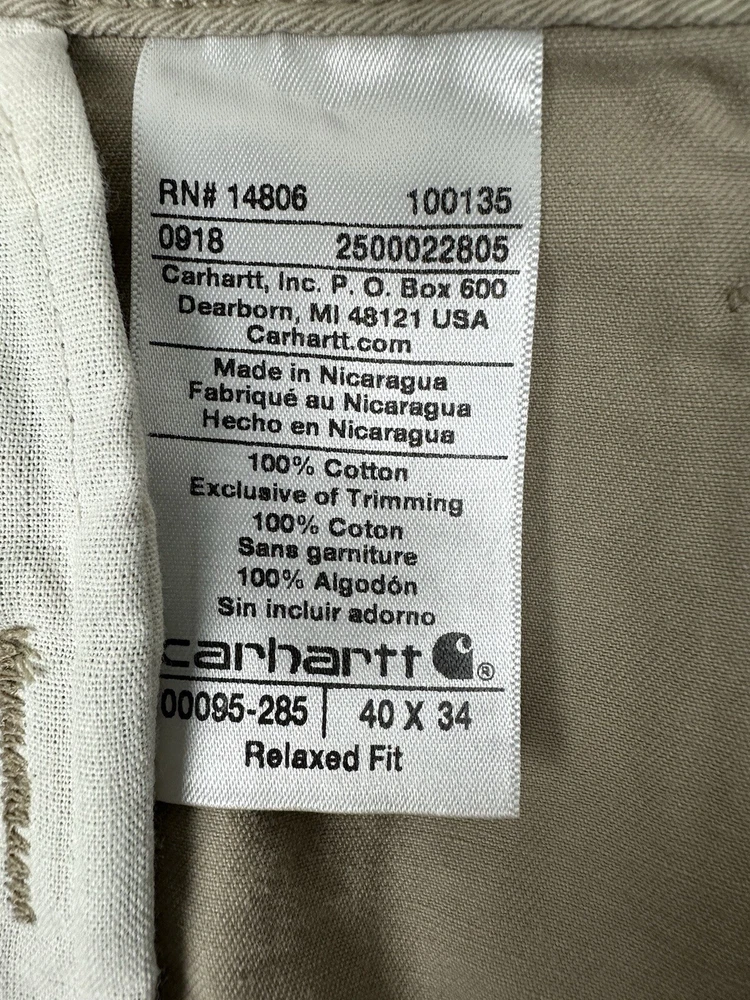 RN# 14806 100135
0918 2500022805
Carhartt, Inc. P. O. Box 600
Dearborn, MI 48121 USA
Carhartt.com
Made in Nicaragua
Fabriqué au Nicaragua
Hecho en Nicaragua
100% Cotton
Exclusive of Trimming
100% Coton
Sans garniture
100% Algodón
Sin incluir adorno
carhartt ®
00095-285 40 X 34
Relaxed Fit